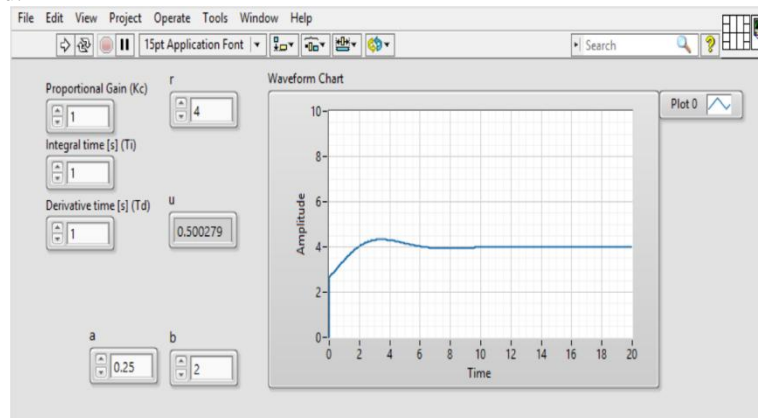 File Edit View Project Operate Tools Window Help
15pt Application Font
Search
Proportional Gain (Kc)
1
r
4
Integral time [s] (Ti)
1
Derivative time [s] (Td)
1
u
0.500279
a
0.25
b
2
Waveform Chart
Plot 0
Amplitude
10
8
6
4
2
0
0 2 4 6 8 10 12 14 16 18 20
Time